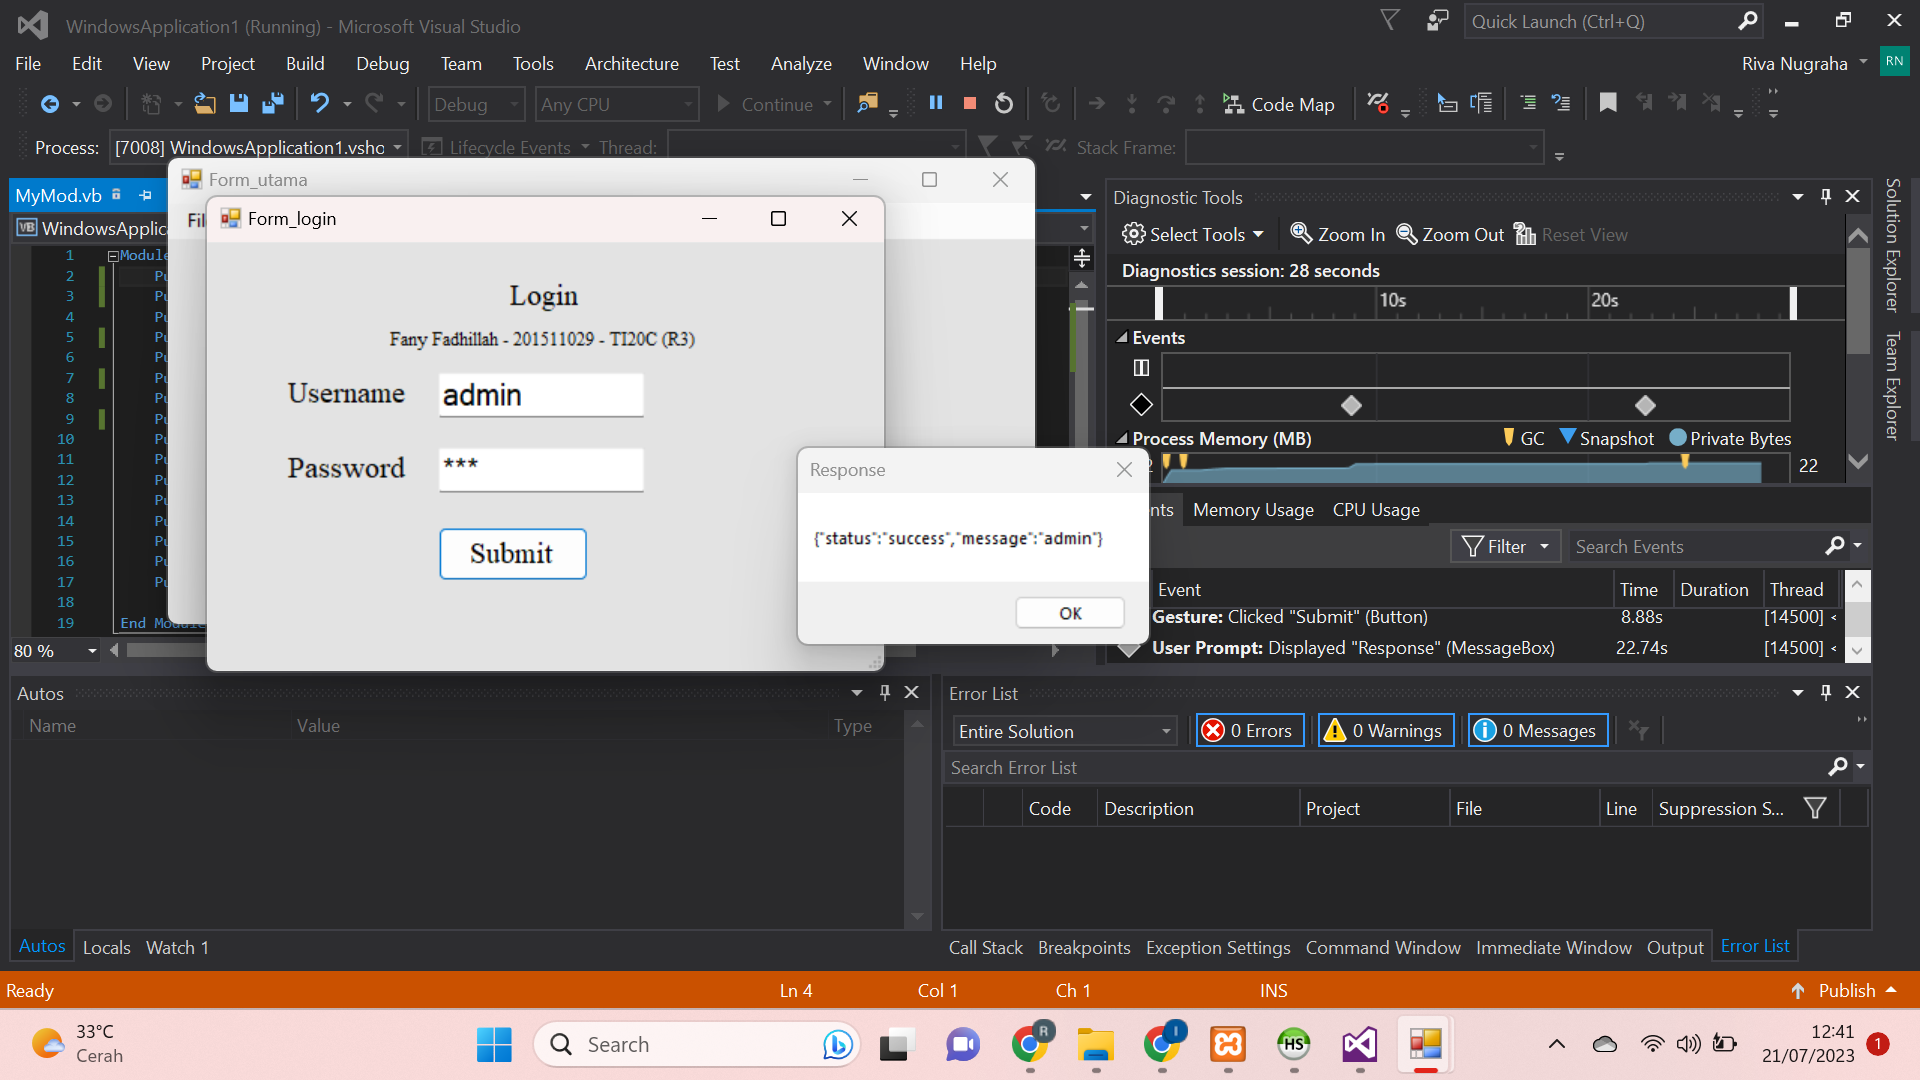 WindowsApplication1 (Running) - Microsoft Visual Studio
Quick Launch (Ctrl+Q)
File Edit View Project Build Debug Team Tools Architecture Test Analyze Window Help
Riva Nugraha RN
Debug Any CPU Continue Code Map
Process: [7008] WindowsApplication1.vsho Lifecycle Events Thread: Stack Frame:
MyMod.vb
VB WindowsApplic
1 Module
2 Pu
3 Pu
4 Pu
5 Pu
6 Pu
7 Pu
8 Pu
9 Pu
10 Pu
11 Pu
12 Pu
13 Pu
14 Pu
15 Pu
16 Pu
17 Pu
18
19 End Module
80 %
Form_utama
Fil
Form_login
Login
Fany Fadhillah - 201511029 - TI20C (R3)
Username admin
Password ***
Submit
Response
{"status":"success","message":"admin"}
OK
Diagnostic Tools
Select Tools Zoom In Zoom Out Reset View
Diagnostics session: 28 seconds
10s 20s
Events
Process Memory (MB) GC Snapshot Private Bytes
2 22
nts Memory Usage CPU Usage
Filter Search Events
Event Time Duration Thread
Gesture: Clicked "Submit" (Button) 8.88s [14500]
User Prompt: Displayed "Response" (MessageBox) 22.74s [14500]
Solution Explorer
Team Explorer
Autos
Name Value Type
Autos Locals Watch 1
Error List
Entire Solution 0 Errors 0 Warnings 0 Messages
Search Error List
Code Description Project File Line Suppression S...
Call Stack Breakpoints Exception Settings Command Window Immediate Window Output Error List
Ready Ln 4 Col 1 Ch 1 INS Publish
33°C
Cerah
Search
R
I
HS
12:41
21/07/2023
1